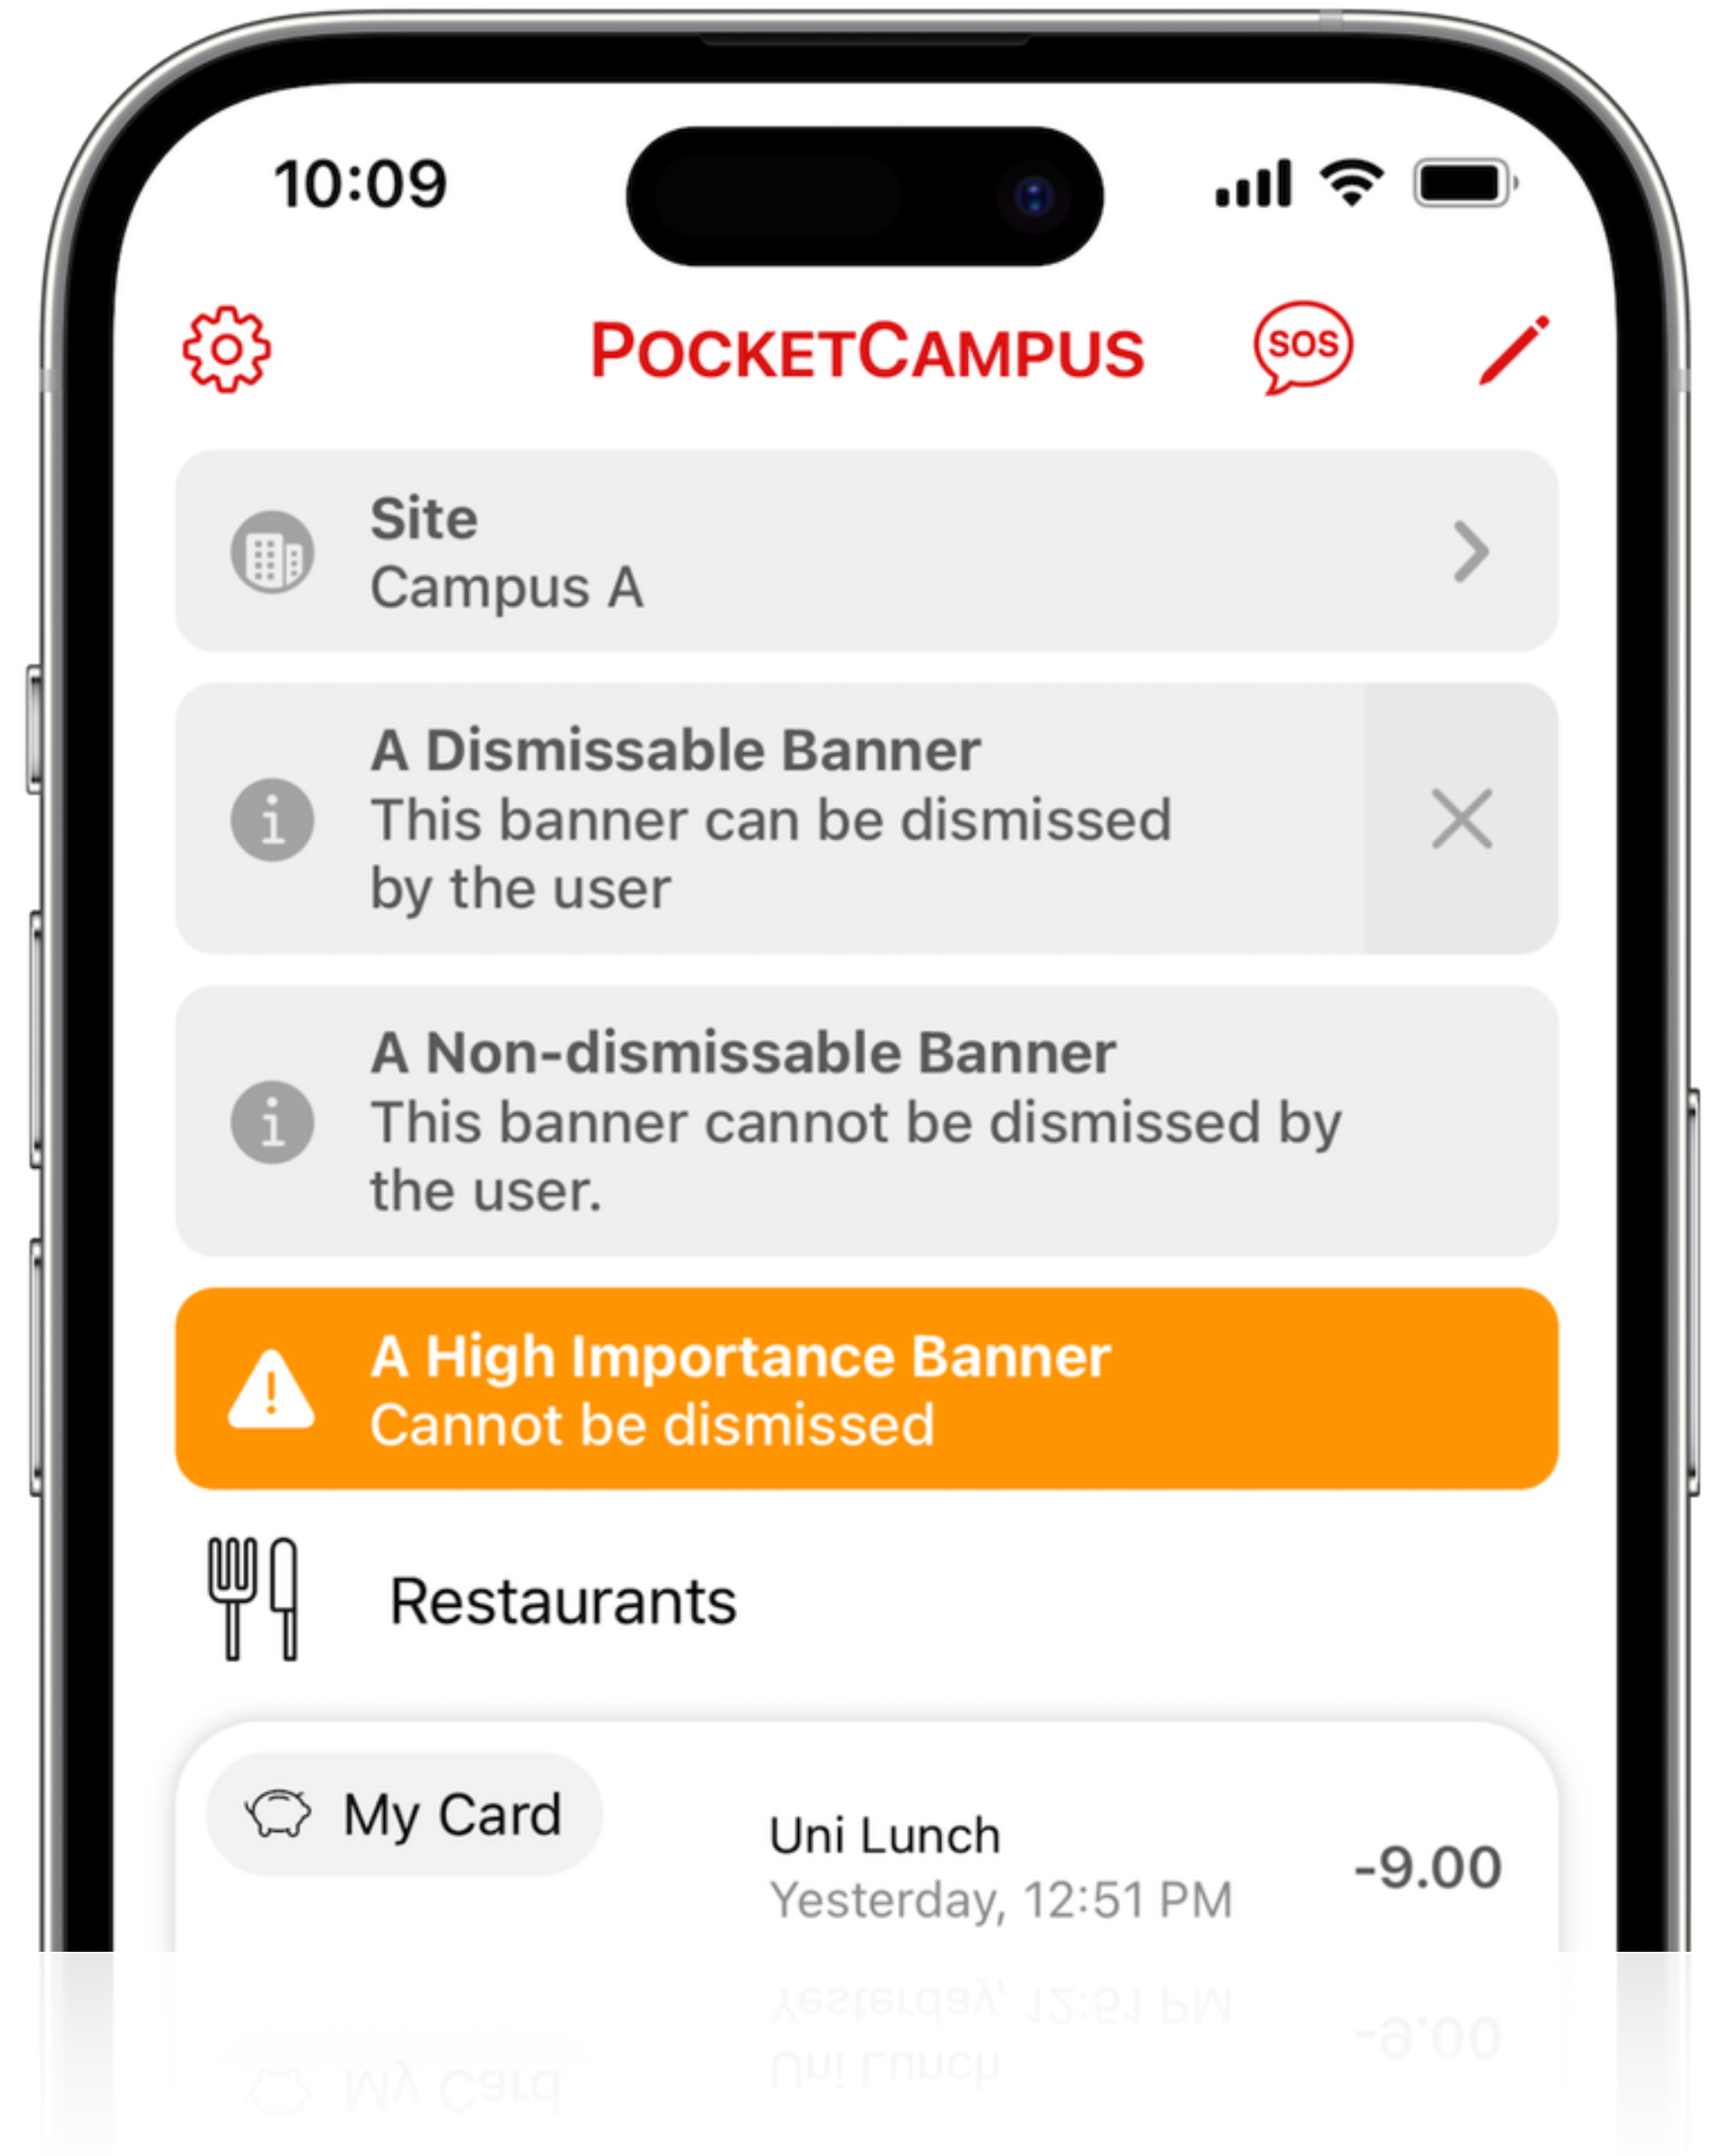 10:09
POCKETCAMPUS
SOS
Site
Campus A
A Dismissable Banner
This banner can be dismissed
by the user
A Non-dismissable Banner
This banner cannot be dismissed by
the user.
A High Importance Banner
Cannot be dismissed
Restaurants
My Card
Uni Lunch
Yesterday, 12:51 PM
-9.00